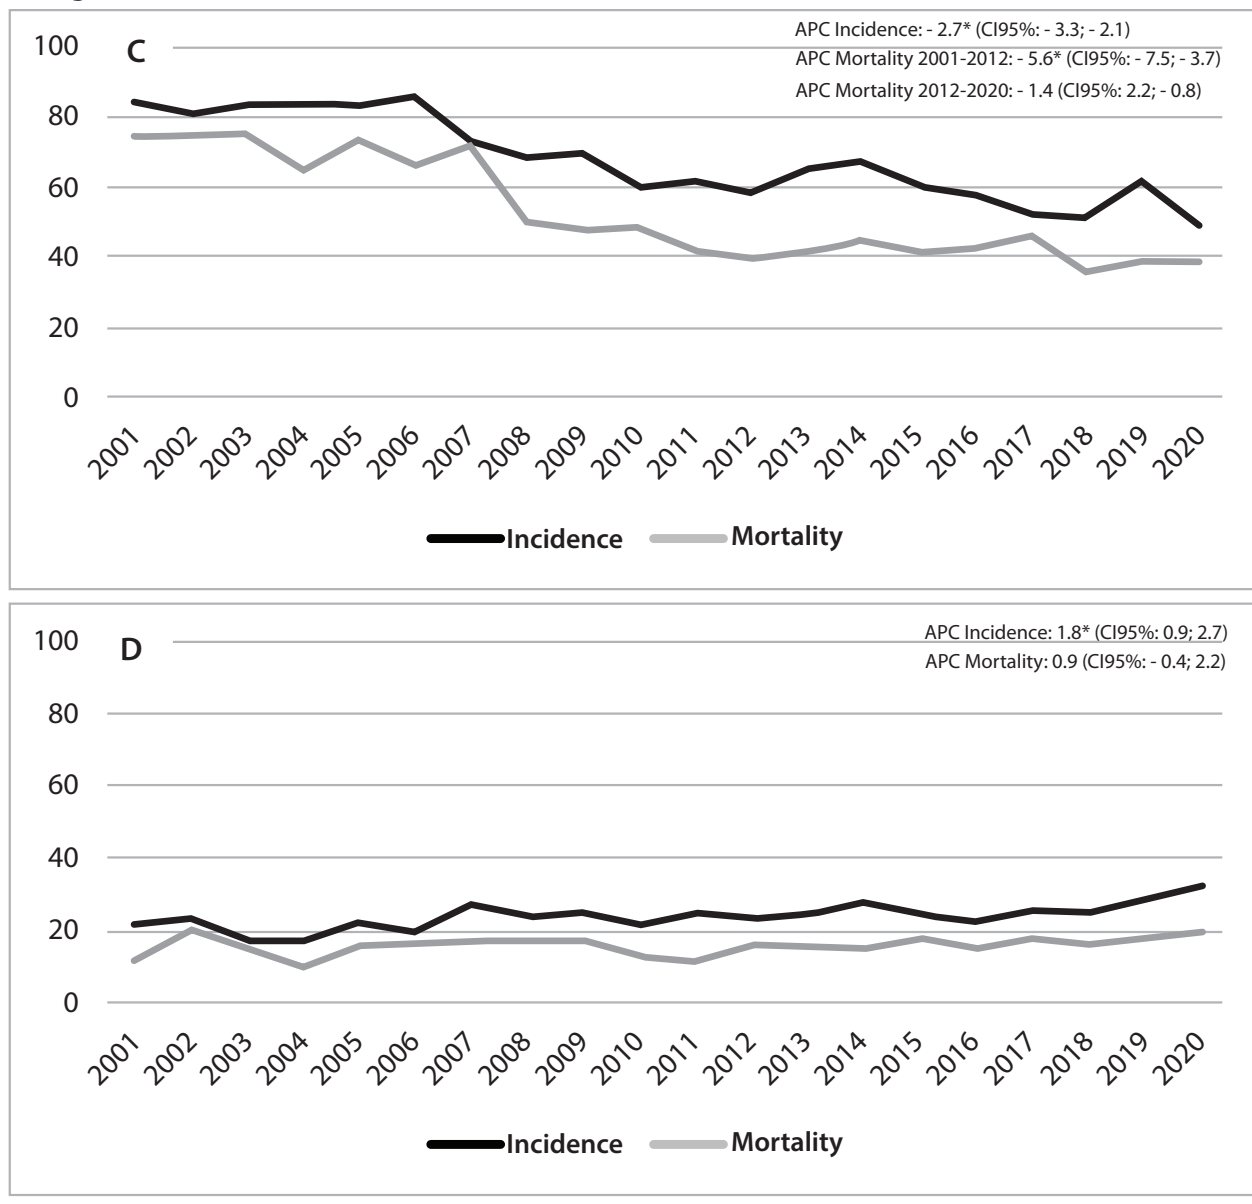 C
APC Incidence: - 2.7* (CI95%: - 3.3; - 2.1)
APC Mortality 2001-2012: - 5.6* (CI95%: - 7.5; - 3.7)
APC Mortality 2012-2020: - 1.4 (CI95%: 2.2; - 0.8)
100
80
60
40
20
0
2001 2002 2003 2004 2005 2006 2007 2008 2009 2010 2011 2012 2013 2014 2015 2016 2017 2018 2019 2020
Incidence Mortality
D
APC Incidence: 1.8* (CI95%: 0.9; 2.7)
APC Mortality: 0.9 (CI95%: - 0.4; 2.2)
100
80
60
40
20
0
2001 2002 2003 2004 2005 2006 2007 2008 2009 2010 2011 2012 2013 2014 2015 2016 2017 2018 2019 2020
Incidence Mortality